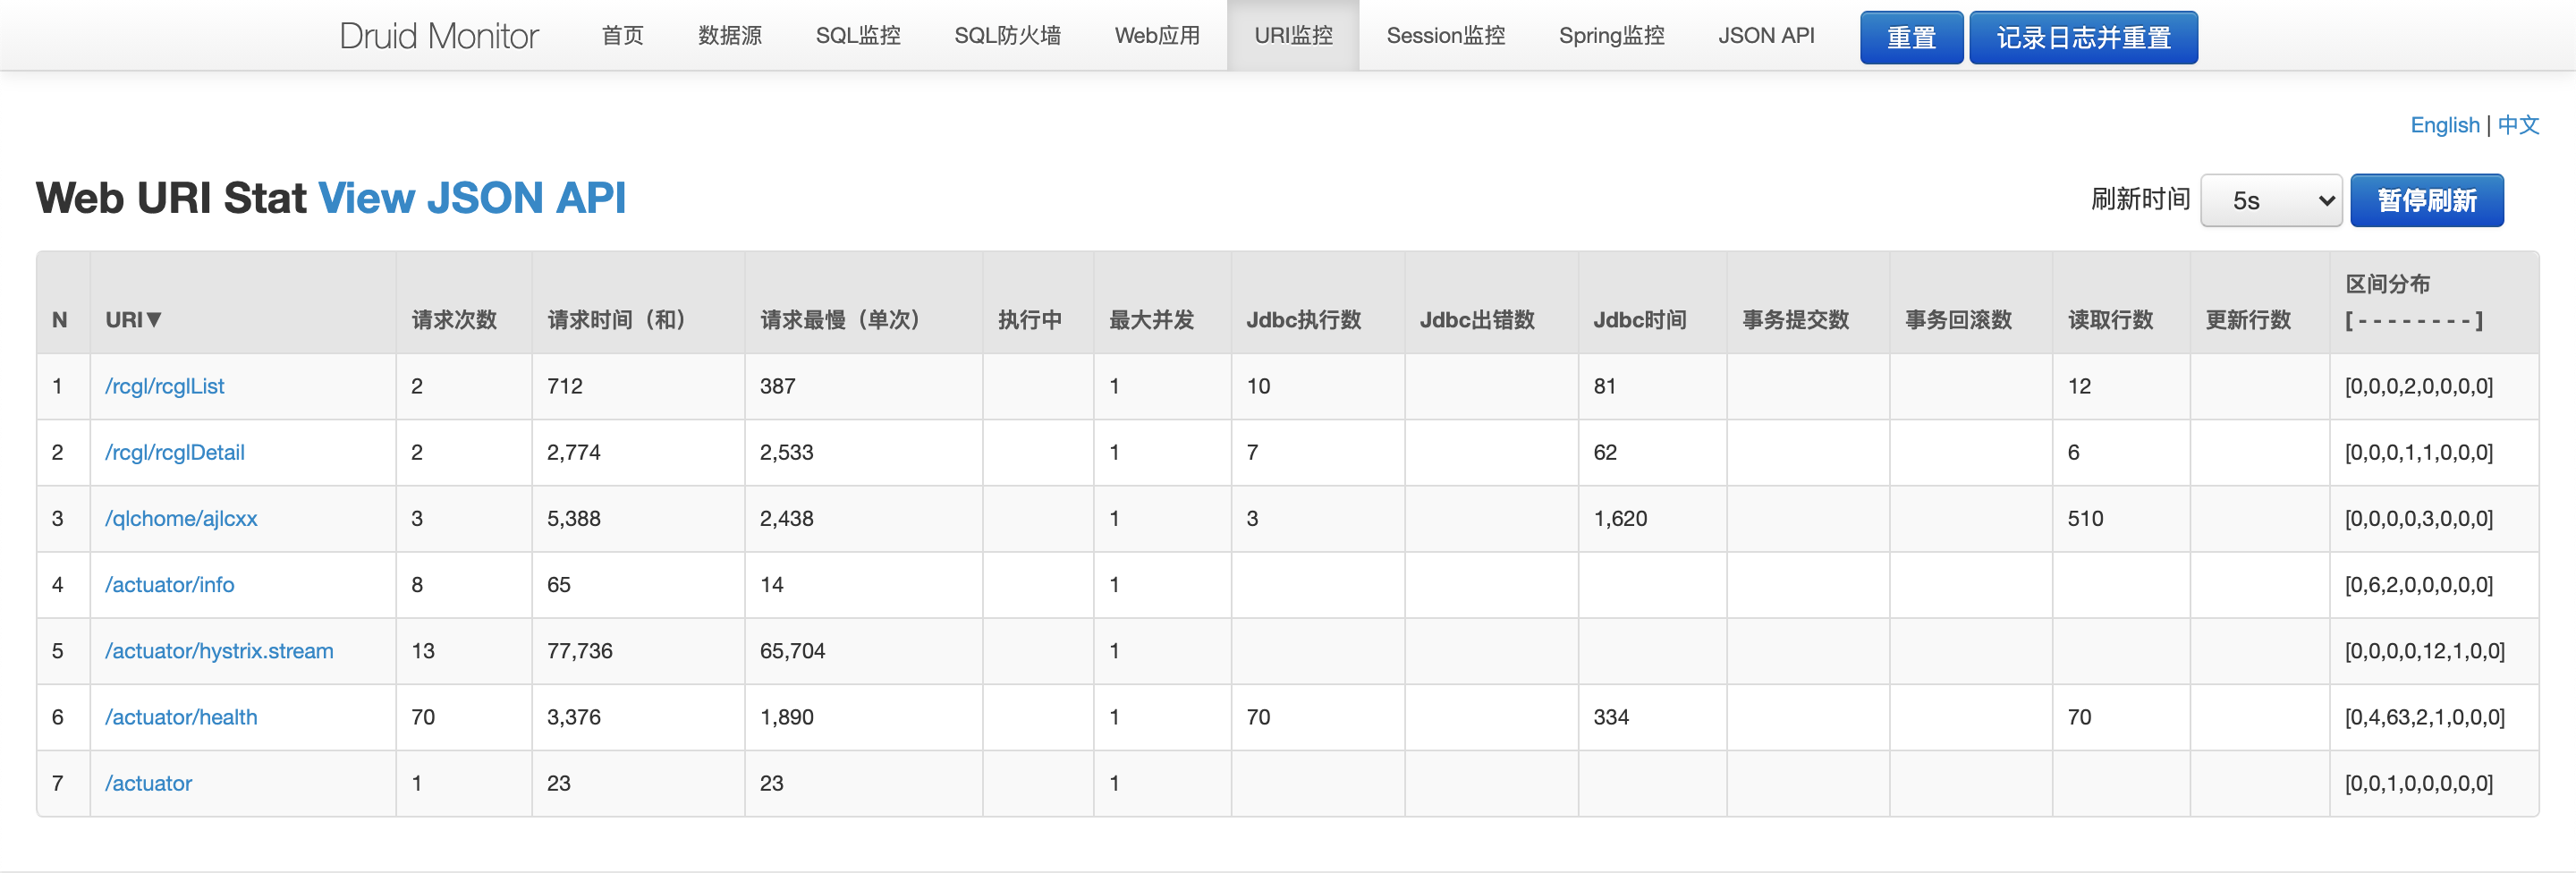 Druid Monitor 首页 数据源 SQL监控 SQL防火墙 Web应用 URI监控 Session监控 Spring监控 JSON API 重置 记录日志并重置
English | 中文
Web URI Stat View JSON API 刷新时间 5s 暂停刷新
N URI▼ 请求次数 请求时间（和） 请求最慢（单次） 执行中 最大并发 Jdbc执行数 Jdbc出错数 Jdbc时间 事务提交数 事务回滚数 读取行数 更新行数 区间分布
[ - - - - - - - - ]
1 /rcgl/rcglList 2 712 387 1 10 81 12 [0,0,0,2,0,0,0,0]
2 /rcgl/rcglDetail 2 2,774 2,533 1 7 62 6 [0,0,0,1,1,0,0,0]
3 /qlchome/ajlcxx 3 5,388 2,438 1 3 1,620 510 [0,0,0,0,3,0,0,0]
4 /actuator/info 8 65 14 1 [0,6,2,0,0,0,0,0]
5 /actuator/hystrix.stream 13 77,736 65,704 1 [0,0,0,0,12,1,0,0]
6 /actuator/health 70 3,376 1,890 1 70 334 70 [0,4,63,2,1,0,0,0]
7 /actuator 1 23 23 1 [0,0,1,0,0,0,0,0]